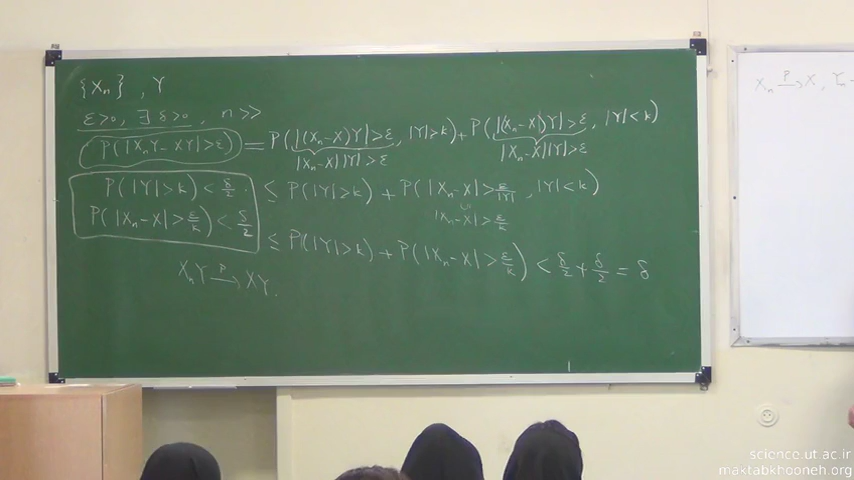 {Xₙ} , Y
ε>0, ∃ δ>0 , n >>
P(|XₙY - XY| > ε) = P(|(Xₙ-X)Y| > ε, |Y| > k) + P(|(Xₙ-X)Y| > ε, |Y| < k)
|Xₙ-X||Y| > ε |Xₙ-X||Y| > ε
P(|Y| > k) < δ/2 . ≤ P(|Y| > k) + P(|Xₙ-X| > ε/|Y| , |Y| < k)
P(|Xₙ-X| > ε/k) < δ/2 |Xₙ-X| > ε/k
≤ P(|Y| > k) + P(|Xₙ-X| > ε/k) < δ/2 + δ/2 = δ
XₙY →ᴾ XY.
Xₙ →ᴾ X, Yₙ
science.ut.ac.ir
maktabkhooneh.org